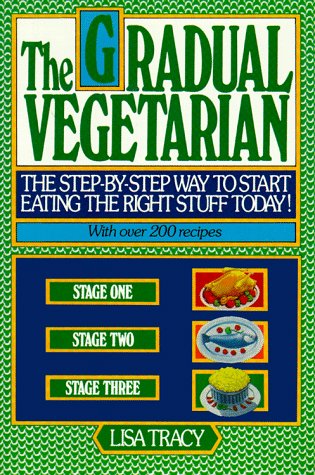 The GRADUAL
VEGETARIAN
THE STEP-BY-STEP WAY TO START
EATING THE RIGHT STUFF TODAY!
With over 200 recipes
STAGE ONE
STAGE TWO
STAGE THREE
LISA TRACY